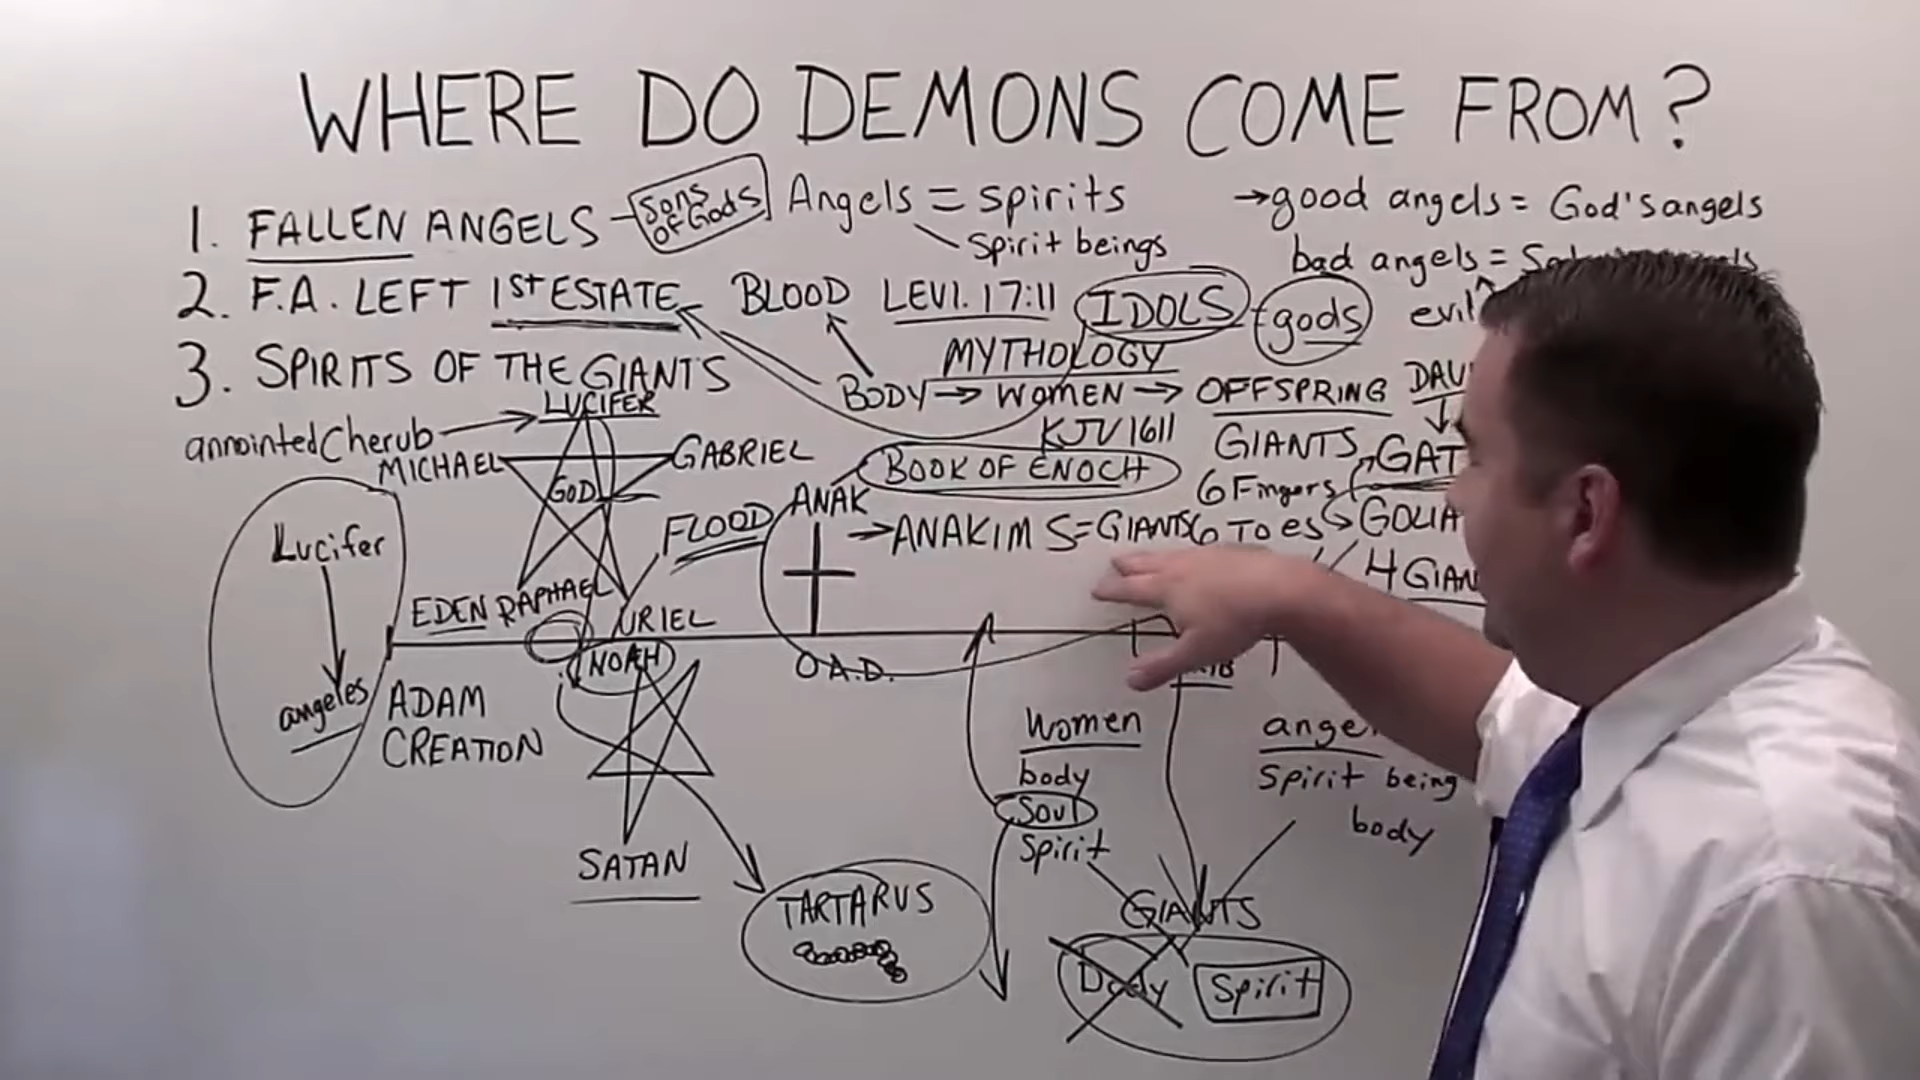 WHERE DO DEMONS COME FROM?
1. FALLEN ANGELS
Sons
OF Gods
Angels = spirits
Spirit beings
→good angels = God's angels
bad angels =
evil
2. F.A. LEFT 1ST ESTATE
BLOOD LEVI. 17:11
IDOLS
gods
3. SPIRITS OF THE GIANTS
MYTHOLOGY
BODY → WOMEN → OFFSPRING
GIANTS
6 Fingers
6 Toes
4
annointed Cherub
LUCIFER
MICHAEL
GABRIEL
GOD
RAPHAEL
URIEL
KJV 1611
BOOK OF ENOCH
ANAK
→ANAKIM S=GIANTS
FLOOD
Lucifer
angeles
EDEN
NOAH
ADAM
CREATION
O A.D.
SATAN
TARTARUS
Women
body
Soul
Spirit
Spirit being
body
GIANTS
Body
Spirit